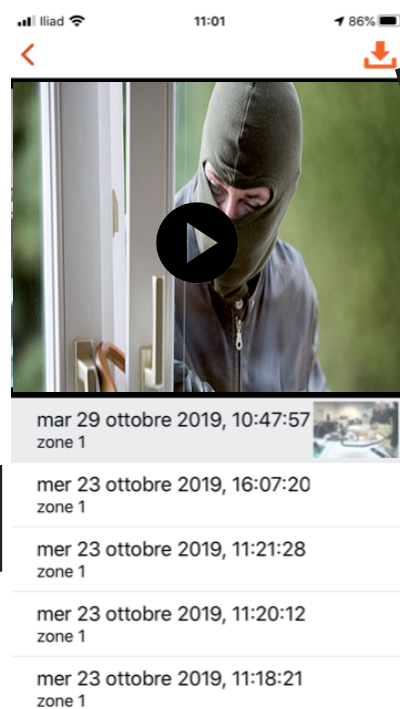 Iliad
11:01
86%
mar 29 ottobre 2019, 10:47:57
zone 1
mer 23 ottobre 2019, 16:07:20
zone 1
mer 23 ottobre 2019, 11:21:28
zone 1
mer 23 ottobre 2019, 11:20:12
zone 1
mer 23 ottobre 2019, 11:18:21
zone 1